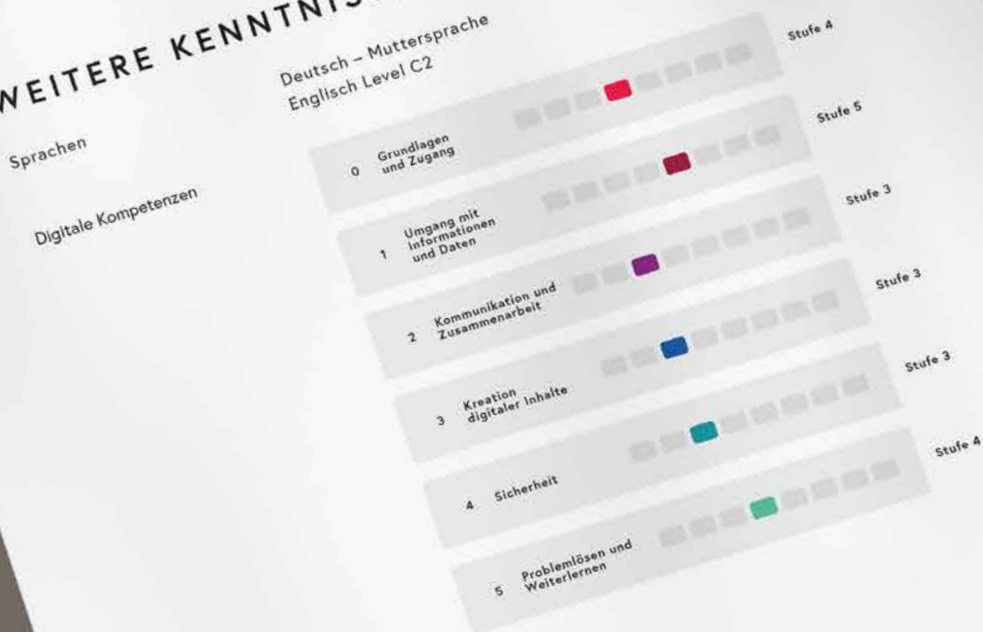 WEITERE KENNTNIS
Sprachen
Deutsch – Muttersprache
Englisch Level C2
Digitale Kompetenzen
0
Grundlagen
und Zugang
Stufe 4
1
Umgang mit
Informationen
und Daten
Stufe 5
2
Kommunikation und
Zusammenarbeit
Stufe 3
3
Kreation
digitaler Inhalte
Stufe 3
4
Sicherheit
Stufe 3
5
Problemlösen und
Weiterlernen
Stufe 4